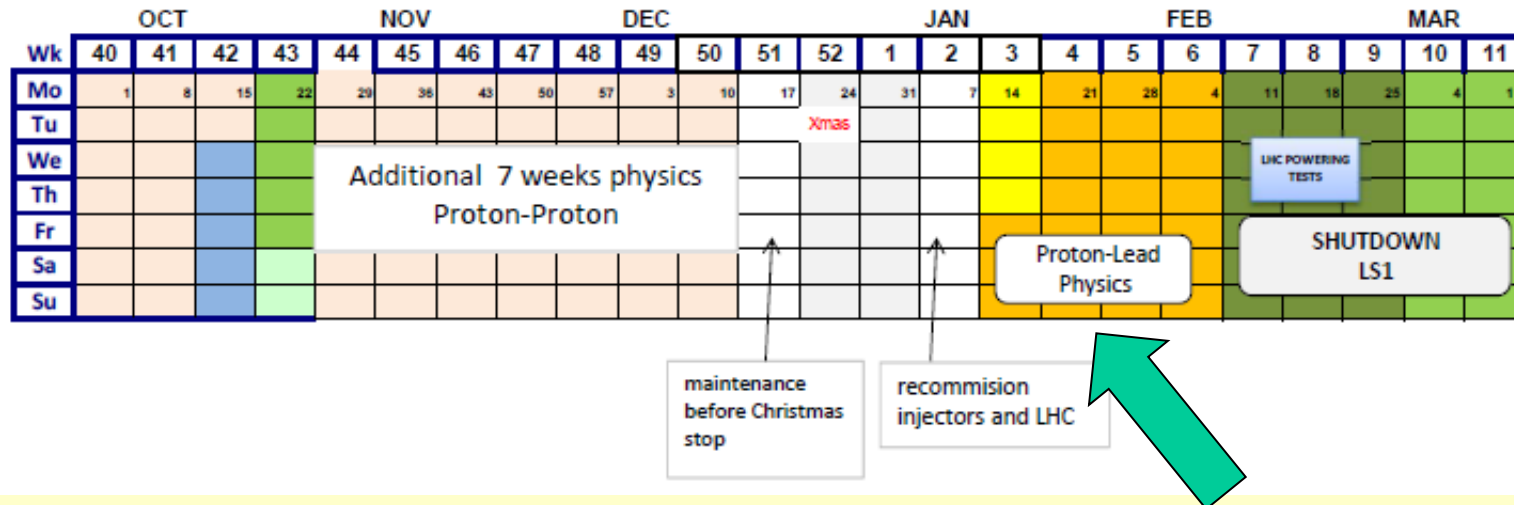 OCT NOV DEC JAN FEB MAR
Wk 40 41 42 43 44 45 46 47 48 49 50 51 52 1 2 3 4 5 6 7 8 9 10 11
Mo 1 8 15 22 29 36 43 50 57 3 10 17 24 31 7 14 21 28 4 11 18 25 4 1
Tu Xmas
We
Th
Fr
Sa
Su
Additional 7 weeks physics
Proton-Proton
LHC POWERING
TESTS
Proton-Lead
Physics
SHUTDOWN
LS1
maintenance
before Christmas
stop
recommision
injectors and LHC